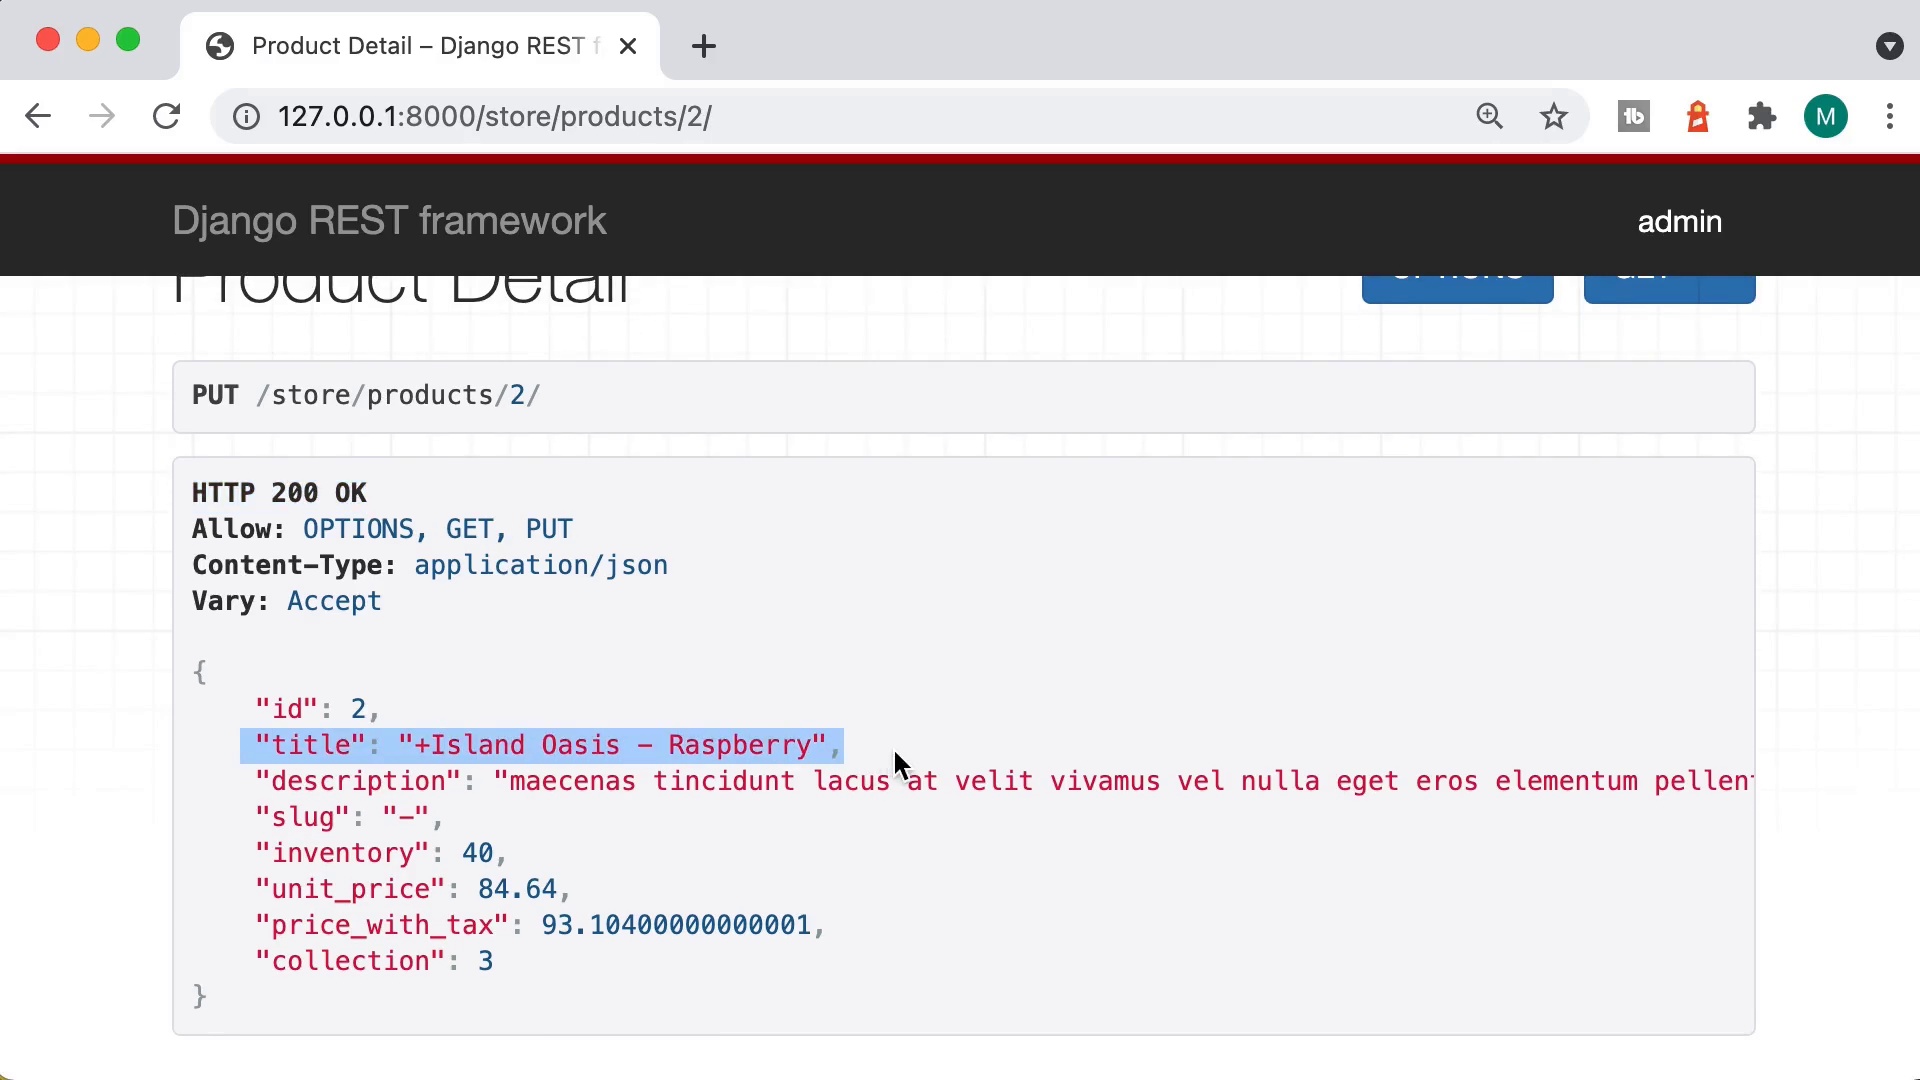 Product Detail – Django REST f
127.0.0.1:8000/store/products/2/
M
Django REST framework
admin
Product Detail
OPTIONS
GET
PUT /store/products/2/
HTTP 200 OK
Allow: OPTIONS, GET, PUT
Content-Type: application/json
Vary: Accept
{
"id": 2,
"title": "+Island Oasis - Raspberry",
"description": "maecenas tincidunt lacus at velit vivamus vel nulla eget eros elementum pellen
"slug": "-",
"inventory": 40,
"unit_price": 84.64,
"price_with_tax": 93.10400000000001,
"collection": 3
}